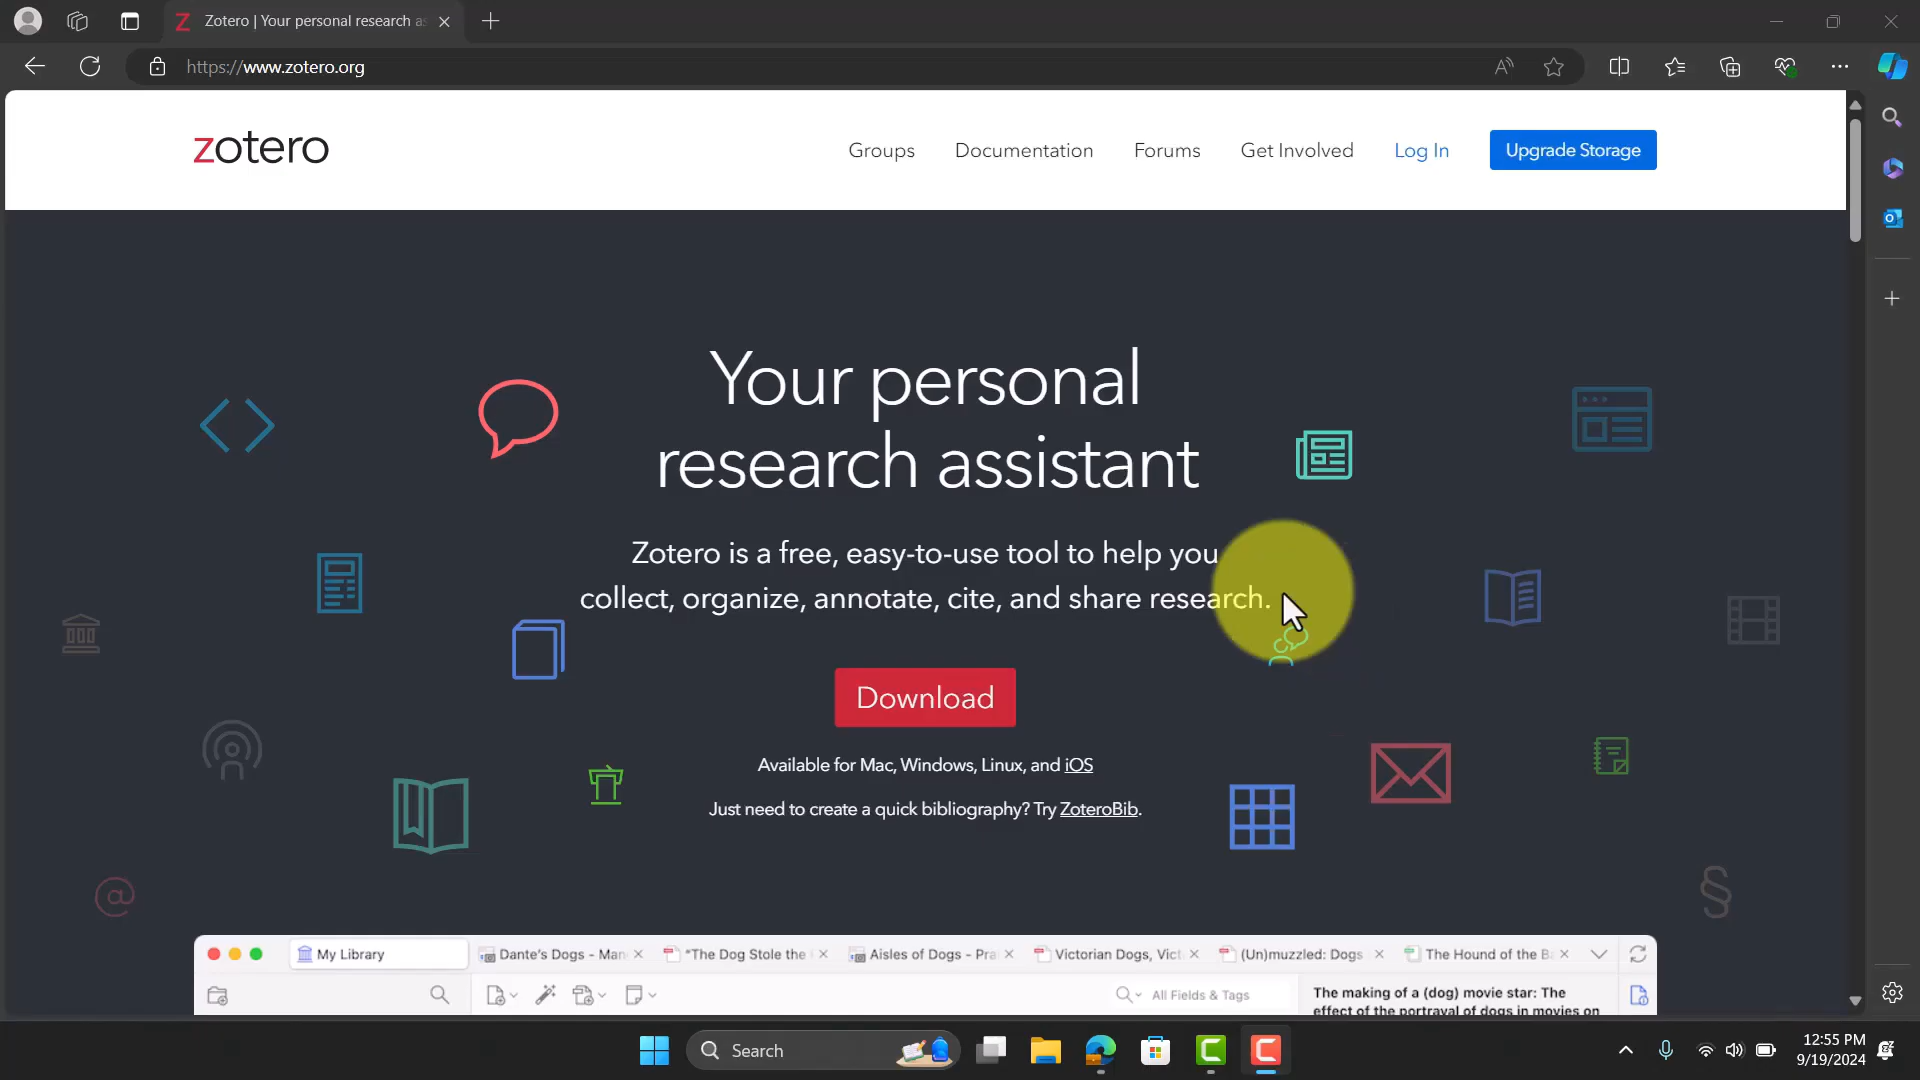 Zotero | Your personal research as
https://www.zotero.org
zotero
Groups
Documentation
Forums
Get Involved
Log In
Upgrade Storage
Your personal
research assistant
Zotero is a free, easy-to-use tool to help you
collect, organize, annotate, cite, and share research.
Download
Available for Mac, Windows, Linux, and iOS
Just need to create a quick bibliography? Try ZoteroBib.
My Library
Dante's Dogs - Man
"The Dog Stole the
Aisles of Dogs - Pra
Victorian Dogs, Vict
(Un)muzzled: Dogs
The Hound of the Ba
All Fields & Tags
The making of a (dog) movie star: The
effect of the portrayal of dogs in movies on
Search
12:55 PM
9/19/2024